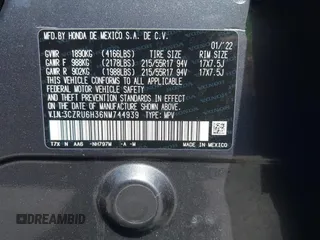 MFD.BY HONDA DE MEXICO S.A. DE C.V.
01/'22
GVWR 1890KG (4166LBS) TIRE SIZE RIM SIZE
GAWR F 988KG (2178LBS) 215/55R17 94V 17X7.5J
GAWR R 902KG (1988LBS) 215/55R17 94V 17X7.5J
THIS VEHICLE CONFORMS TO ALL APPLICABLE
FEDERAL MOTOR VEHICLE SAFETY AND THEFT
PREVENTION STANDARDS IN EFFECT ON THE
DATE OF MANUFACTURE SHOWN ABOVE.
V.I.N:3CZRU6H36NM744939 TYPE: MPV
T7X-N AA6 -NH797M -A -W
MADE IN MEXICO
DREAMBID